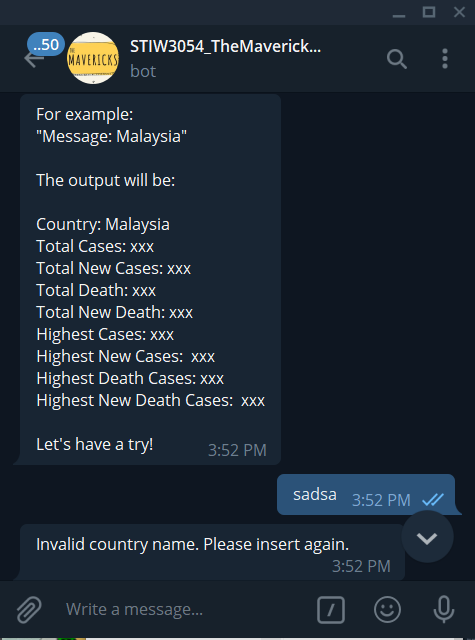 ..50
THE
MAVERICKS
STIW3054_TheMaverick...
bot
For example:
"Message: Malaysia"
The output will be:
Country: Malaysia
Total Cases: xxx
Total New Cases: xxx
Total Death: xxx
Total New Death: xxx
Highest Cases: xxx
Highest New Cases:  xxx
Highest Death Cases: xxx
Highest New Death Cases:  xxx
Let's have a try!
3:52 PM
sadsa
3:52 PM
Invalid country name. Please insert again.
3:52 PM
Write a message...